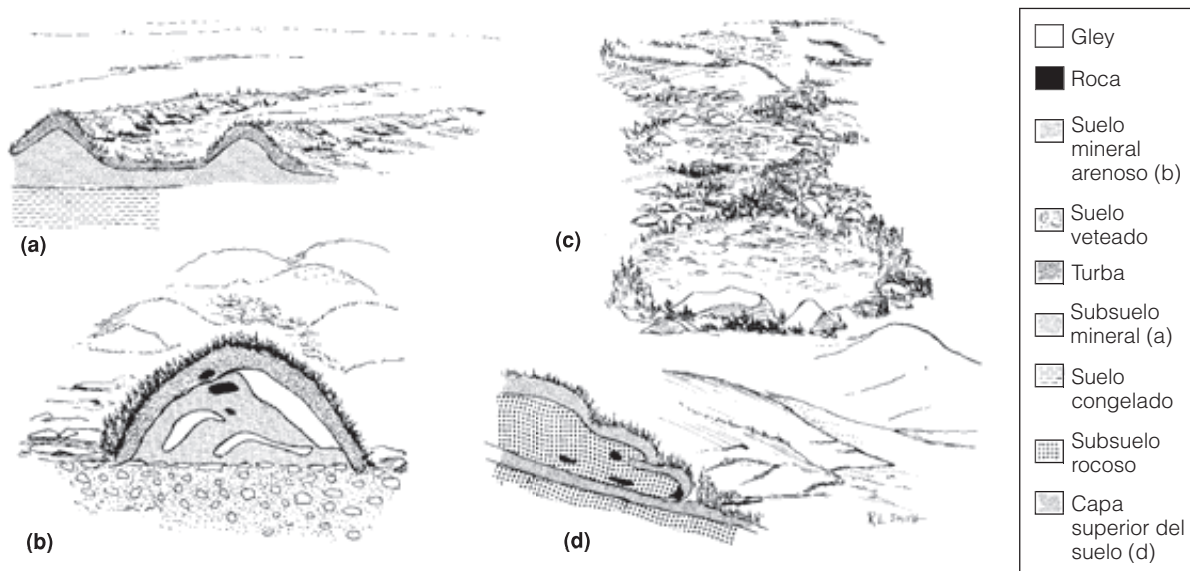 (a)
(b)
(c)
(d)
Gley
Roca
Suelo
mineral
arenoso (b)
Suelo
veteado
Turba
Subsuelo
mineral (a)
Suelo
congelado
Subsuelo
rocoso
Capa
superior del
suelo (d)